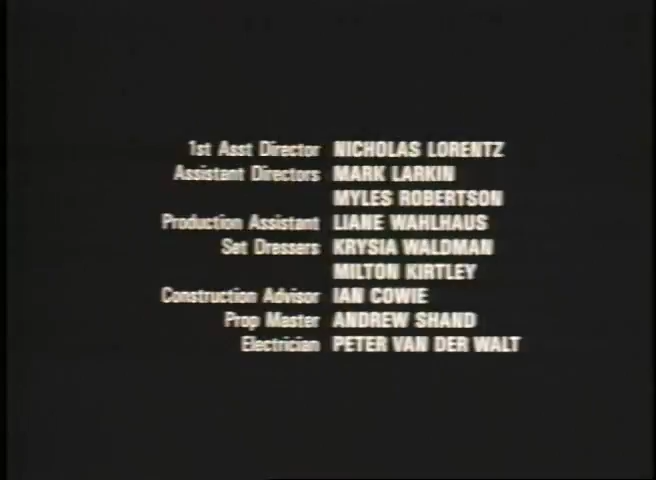 1st Asst Director NICHOLAS LORENTZ
Assistant Directors MARK LARKIN
MYLES ROBERTSON
Production Assistant LIANE WAHLHAUS
Set Dressers KRYSIA WALDMAN
MILTON KIRTLEY
Construction Advisor IAN COWIE
Prop Master ANDREW SHAND
Electrician PETER VAN DER WALT